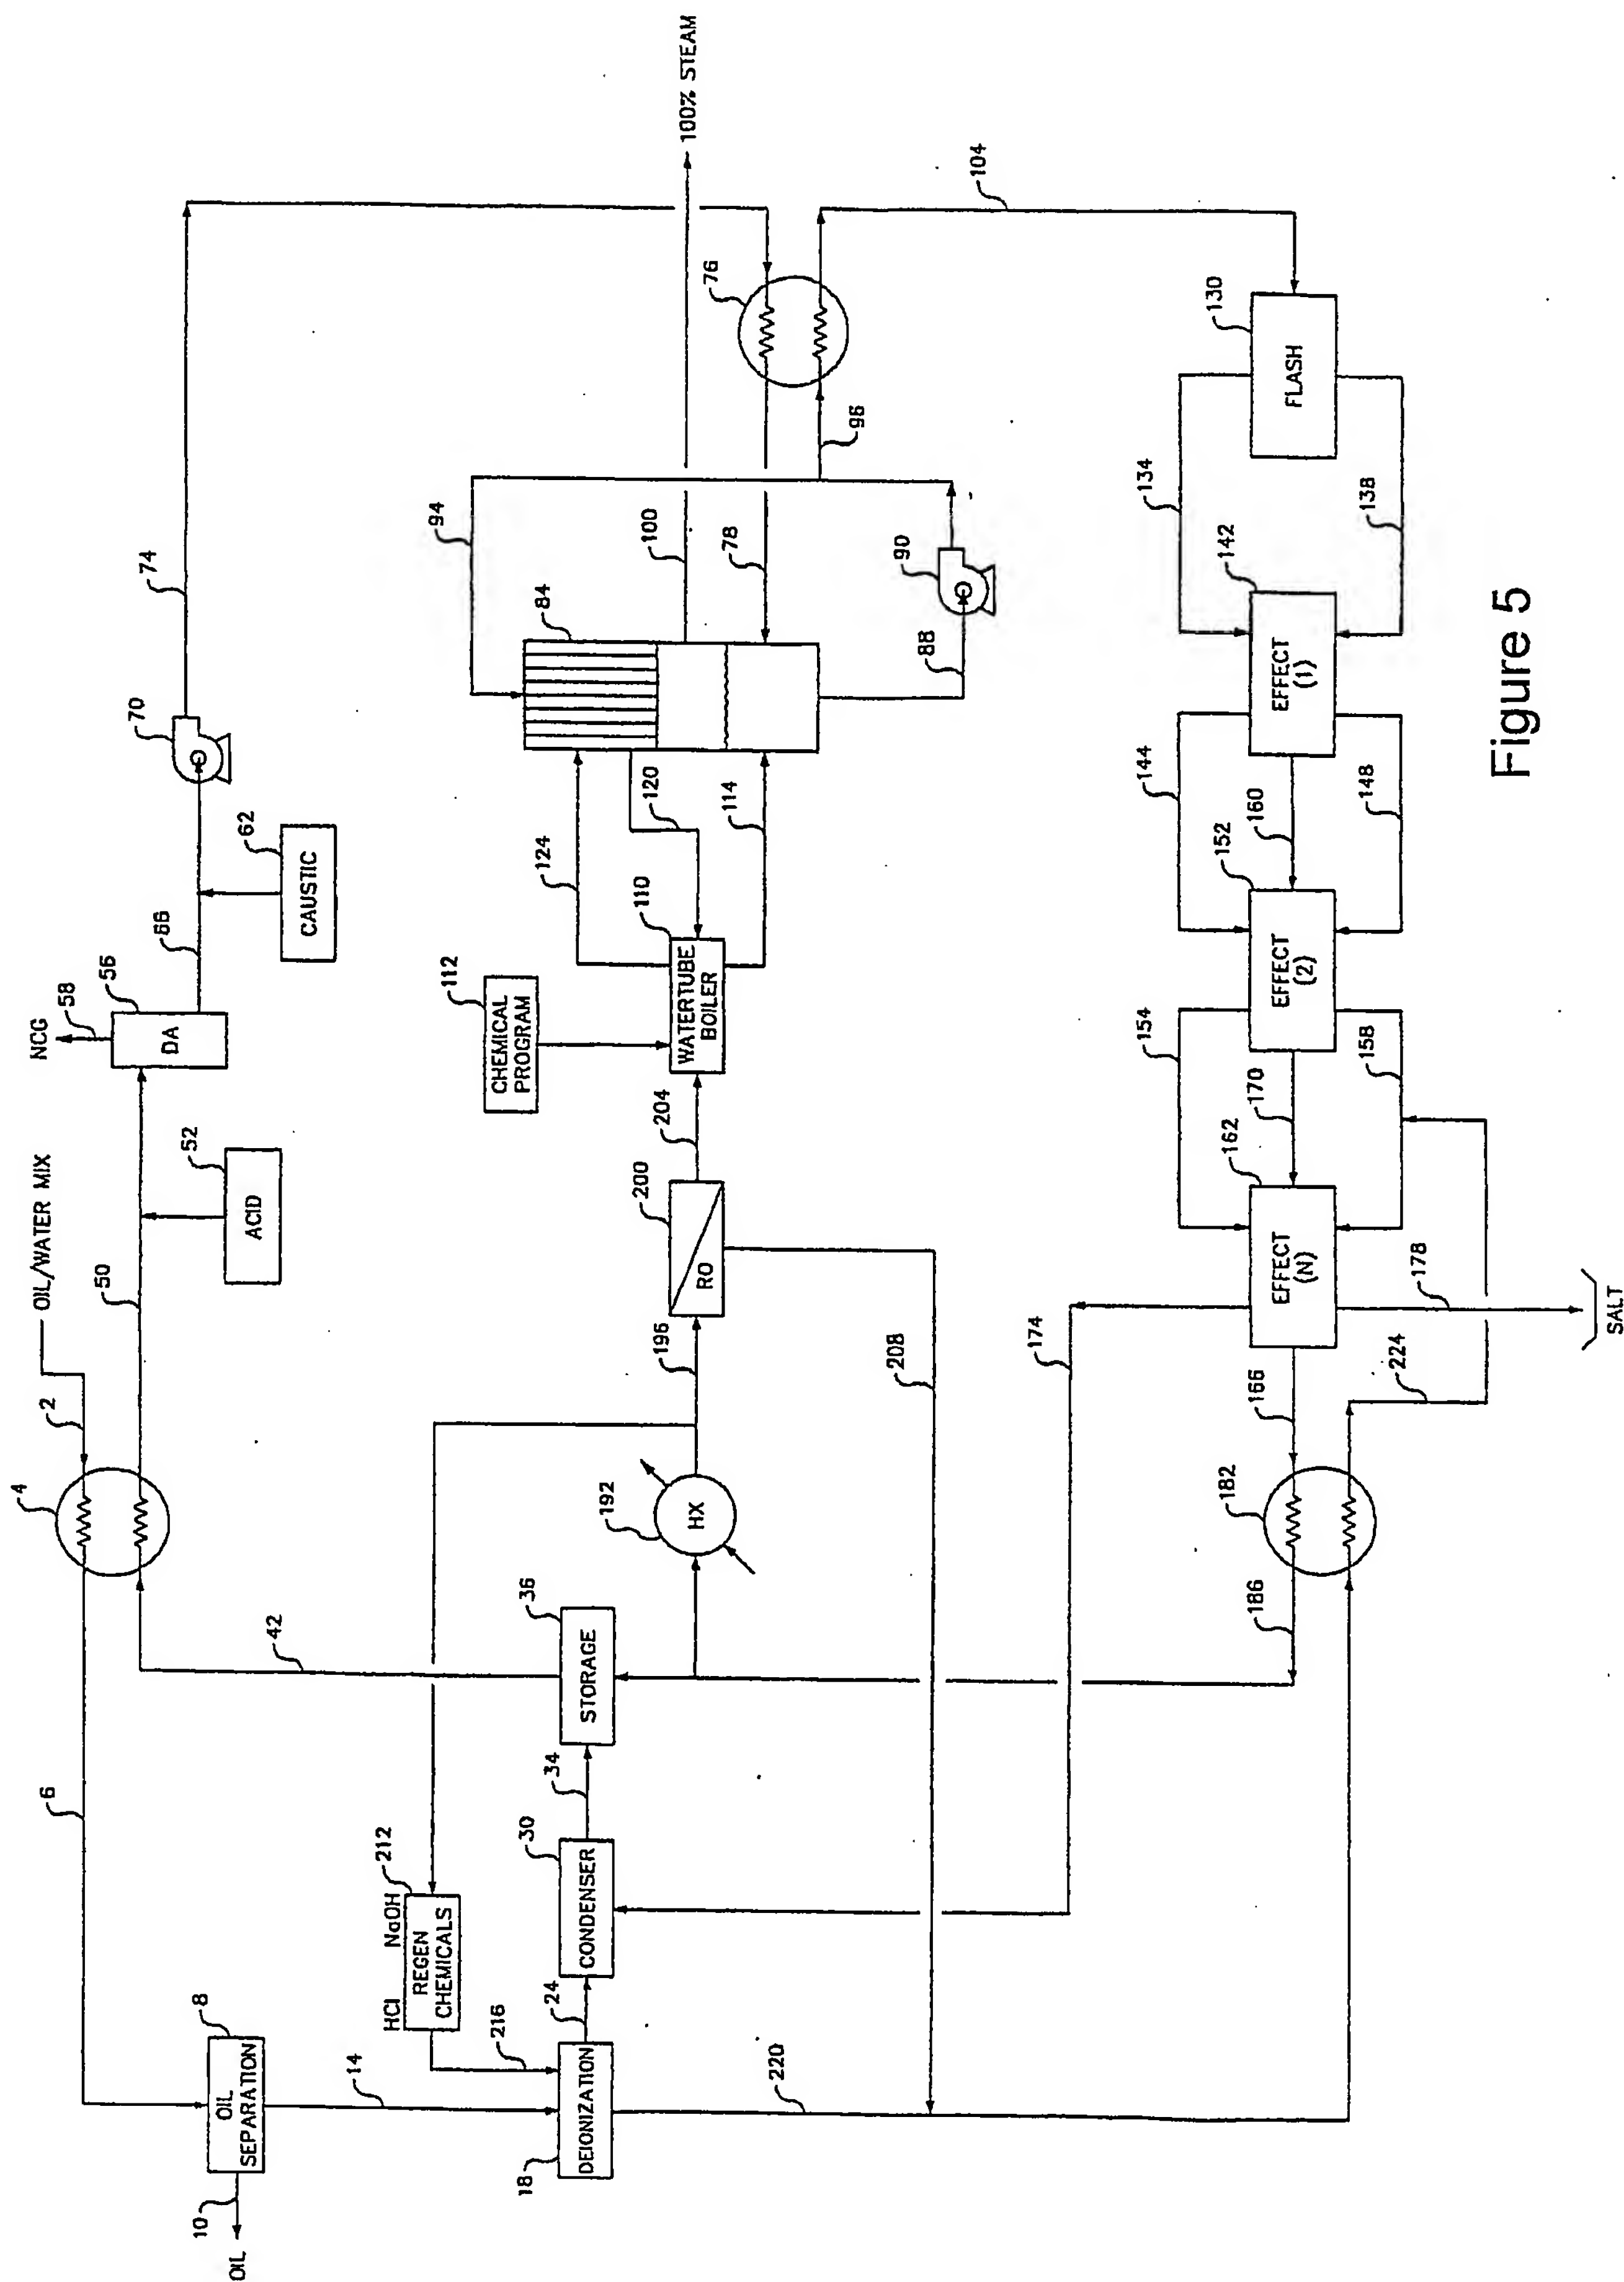 4
OIL/WATER MIX
NCG
58
2
6
56
50
74
70
52
DA
66
8
ACID
62
OIL
SEPARATION
CAUSTIC
10
OIL
42
14
HCl
NaOH
212
REGEN
CHEMICALS
94
112
CHEMICAL
PROGRAM
216
84
124
36
30
192
200
110
18
DEIONIZATION
24
CONDENSER
34
STORAGE
204
120
100
100% STEAM
196
WATERTUBE
BOILER
HX
RO
76
114
78
220
96
208
90
88
104
174
134
144
154
130
142
152
162
182
186
166
EFFECT
(N)
170
EFFECT
(2)
160
EFFECT
(1)
FLASH
224
178
158
148
138
SALT
Figure 5